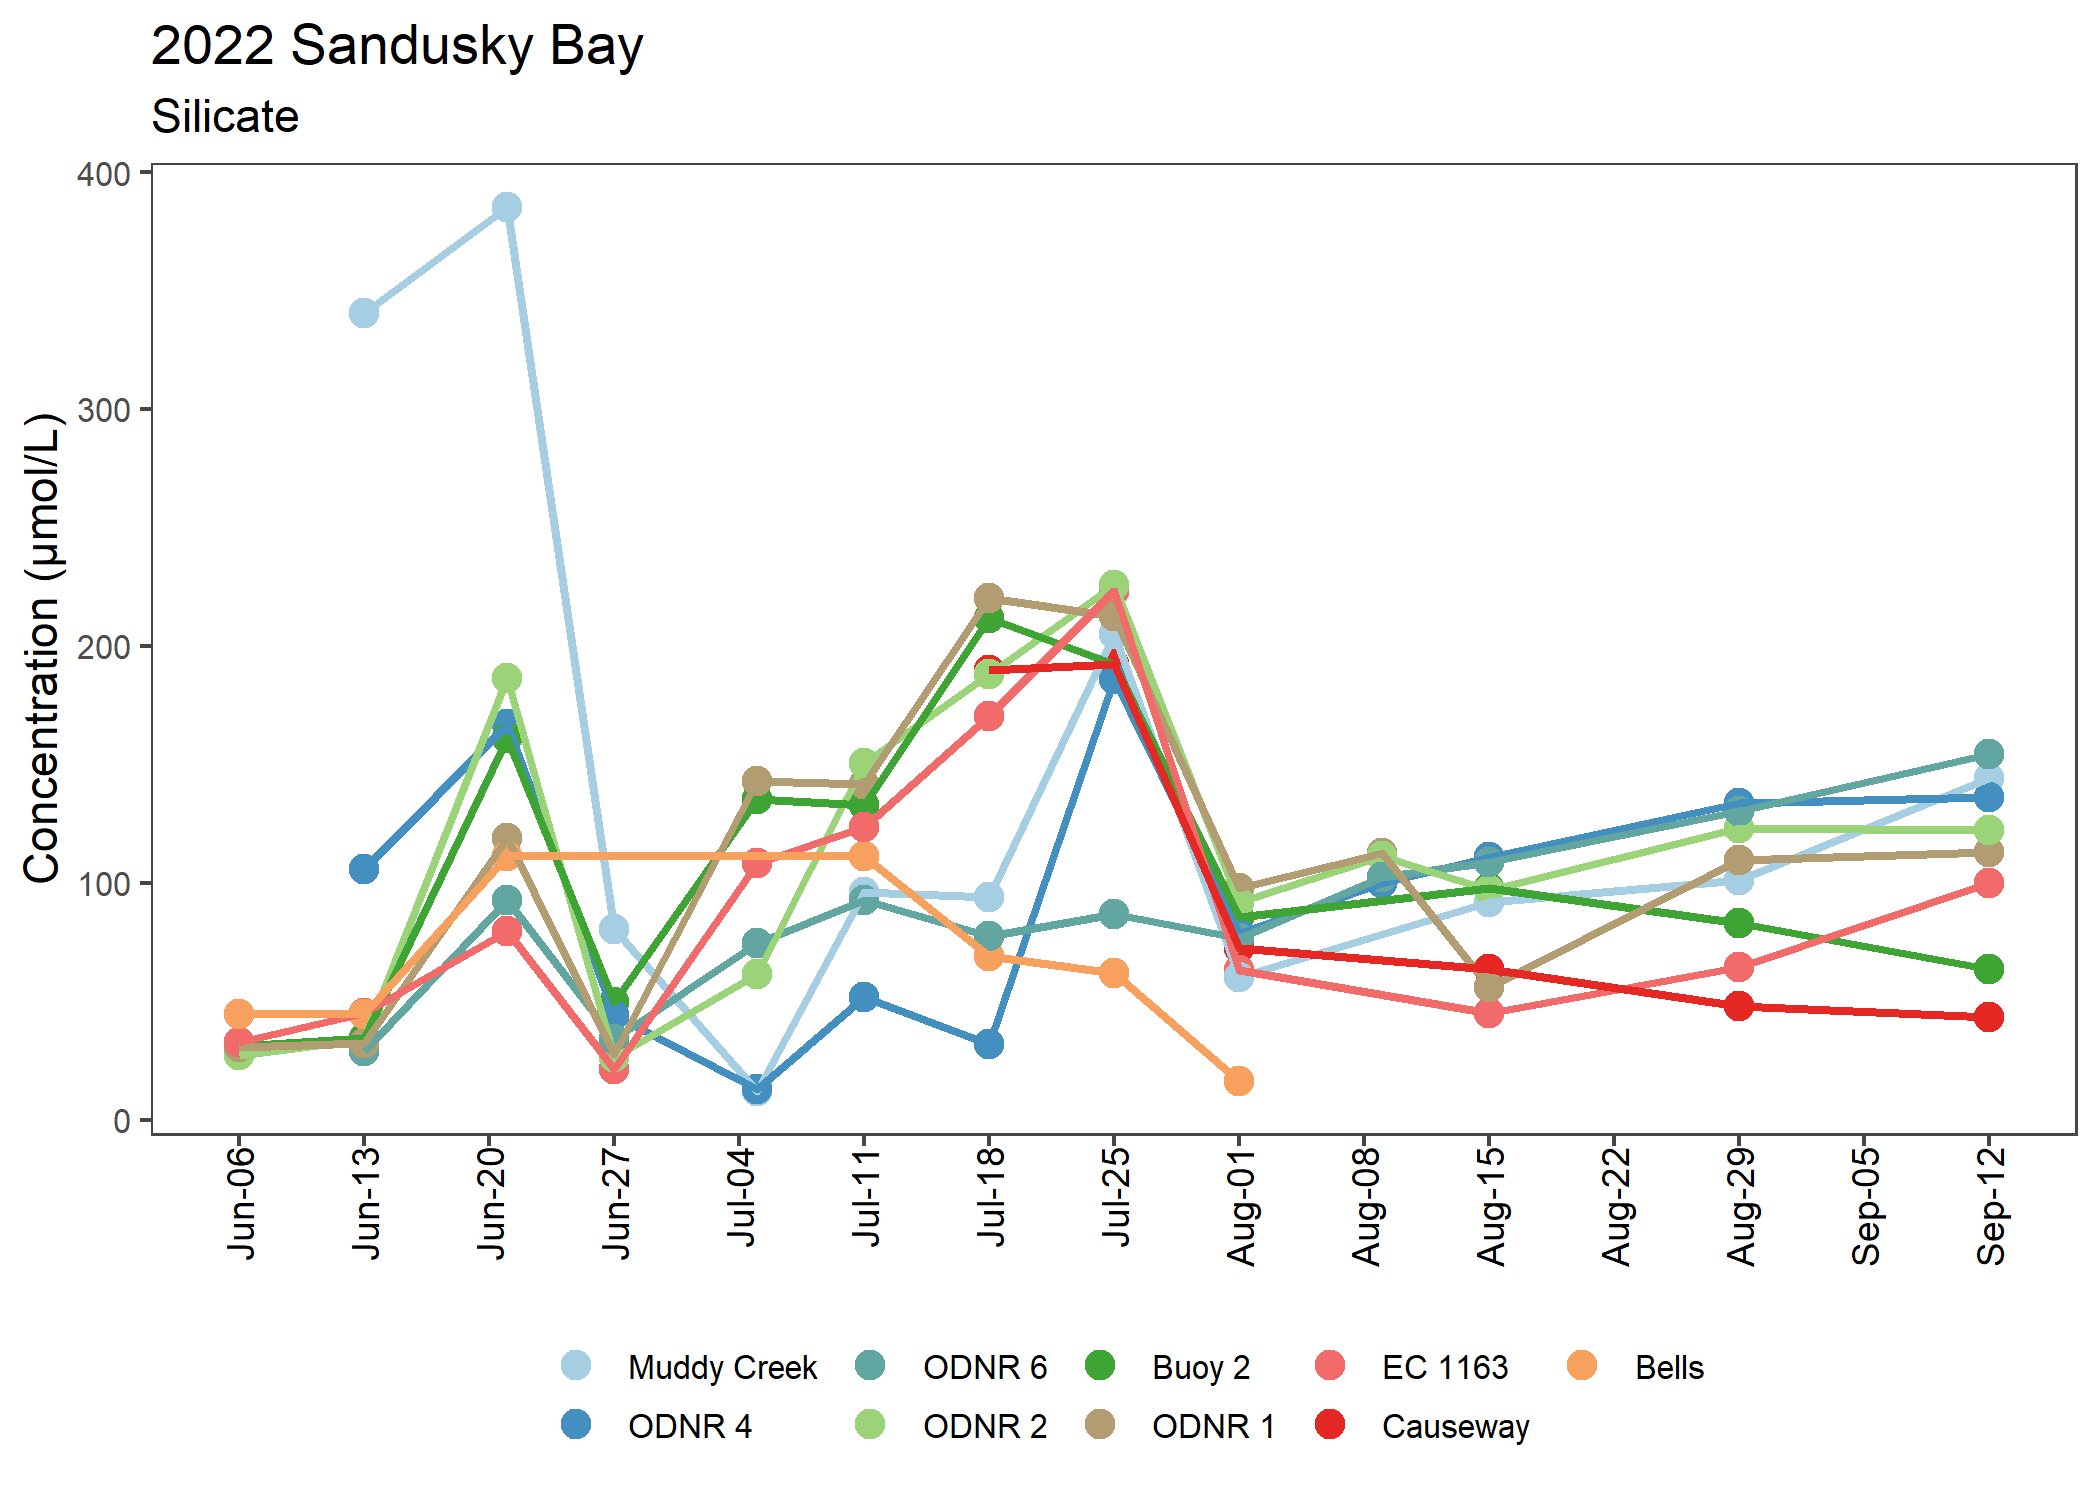 2022 Sandusky Bay
Silicate
Concentration (µmol/L)
400
300
200
100
0
Jun-06
Jun-13
Jun-20
Jun-27
Jul-04
Jul-11
Jul-18
Jul-25
Aug-01
Aug-08
Aug-15
Aug-22
Aug-29
Sep-05
Sep-12
Muddy Creek ODNR 6 Buoy 2 EC 1163 Bells
ODNR 4 ODNR 2 ODNR 1 Causeway